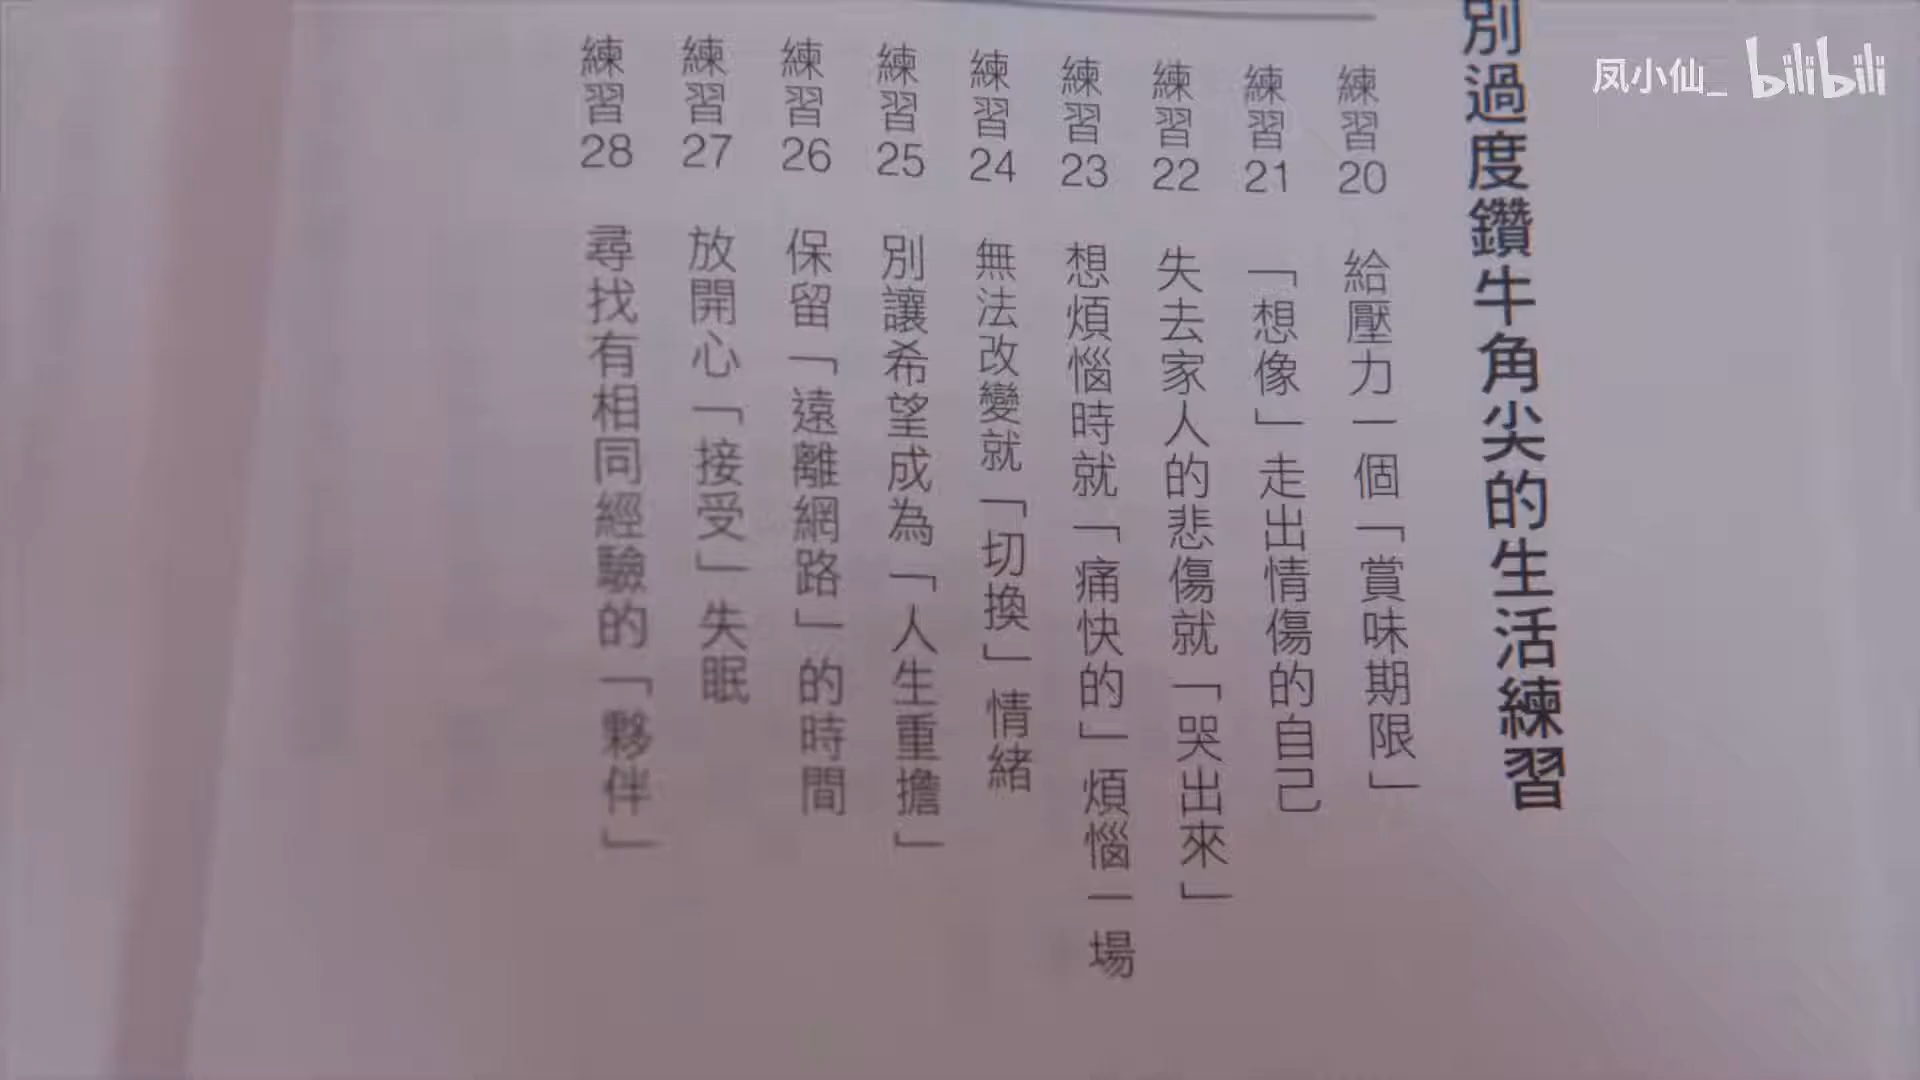 別過度鑽牛角尖的生活練習
練習20 給壓力一個「賞味期限」
練習21 「想像」走出情傷的自己
練習22 失去家人的悲傷就「哭出來」
練習23 想煩惱時就「痛快的」煩惱一場
練習24 無法改變就「切換」情緒
練習25 別讓希望成為「人生重擔」
練習26 保留「遠離網路」的時間
練習27 放開心「接受」失眠
練習28 尋找有相同經驗的「夥伴」
凤小仙_ bilibili